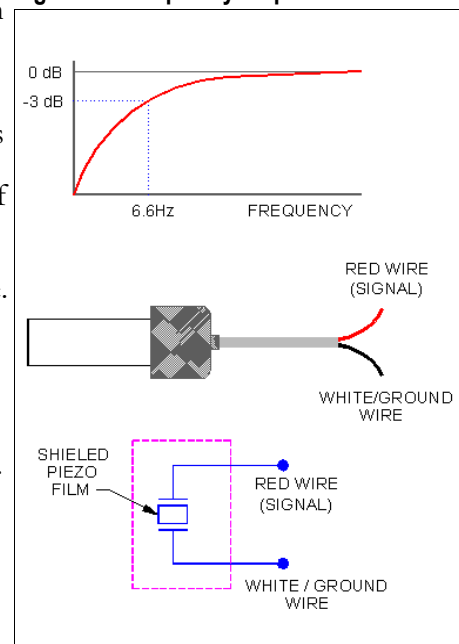 0 dB
-3 dB
6.6Hz FREQUENCY
RED WIRE
(SIGNAL)
WHITE/GROUND
WIRE
SHIELED
PIEZO
FILM
RED WIRE
(SIGNAL)
WHITE / GROUND
WIRE